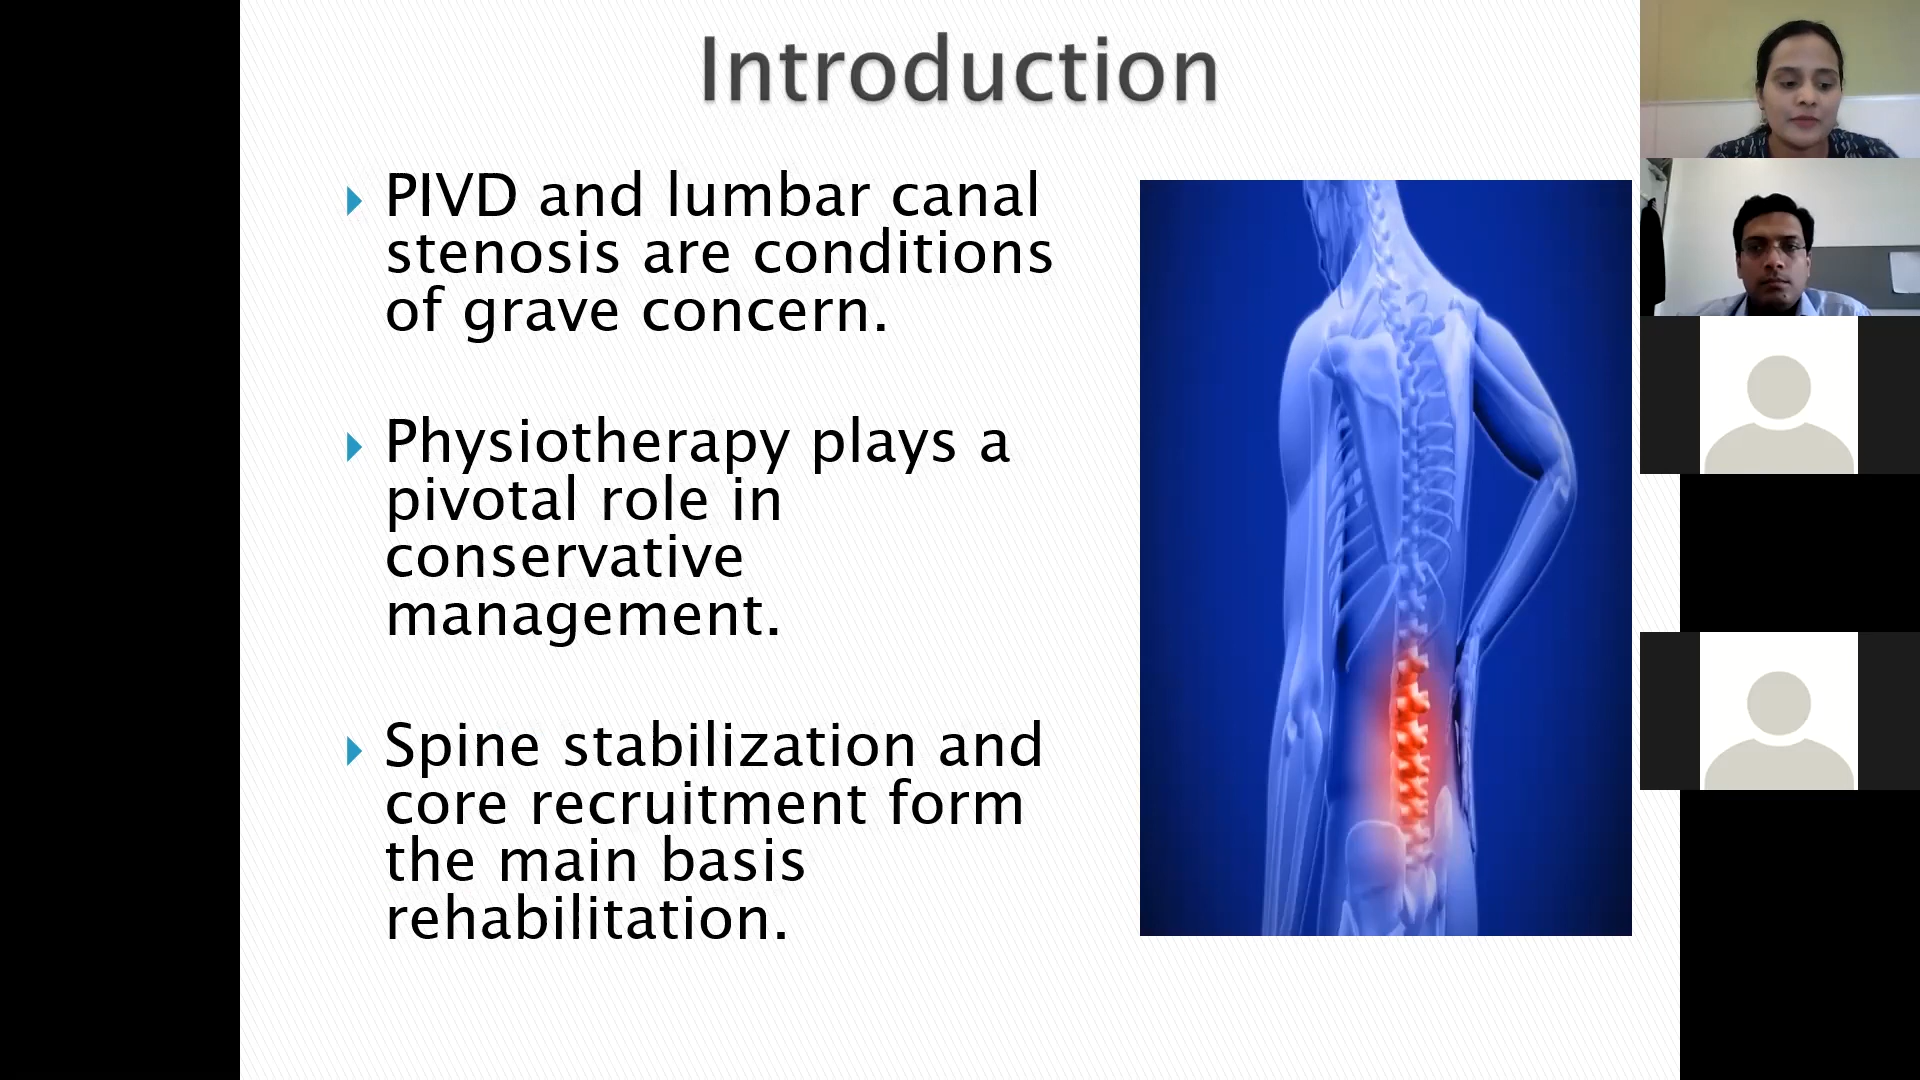 Introduction
PIVD and lumbar canal
stenosis are conditions
of grave concern.
Physiotherapy plays a
pivotal role in
conservative
management.
Spine stabilization and
core recruitment form
the main basis
rehabilitation.